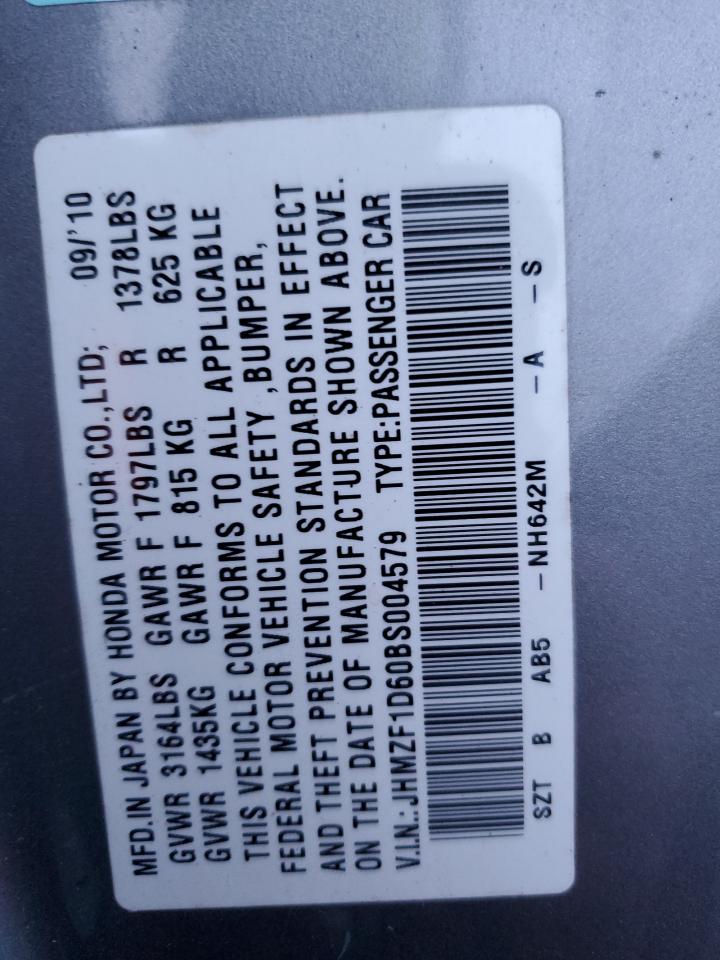 MFD.IN JAPAN BY HONDA MOTOR CO.,LTD; 09/'10
GVWR 3164LBS GAWR F 1797LBS R 1378LBS
GVWR 1435KG GAWR F 815 KG R 625 KG
THIS VEHICLE CONFORMS TO ALL APPLICABLE
FEDERAL MOTOR VEHICLE SAFETY ,BUMPER,
AND THEFT PREVENTION STANDARDS IN EFFECT
ON THE DATE OF MANUFACTURE SHOWN ABOVE.
V.I.N.:JHMZF1D60BS004579 TYPE:PASSENGER CAR
SZT B AB5 – NH642M – A – S